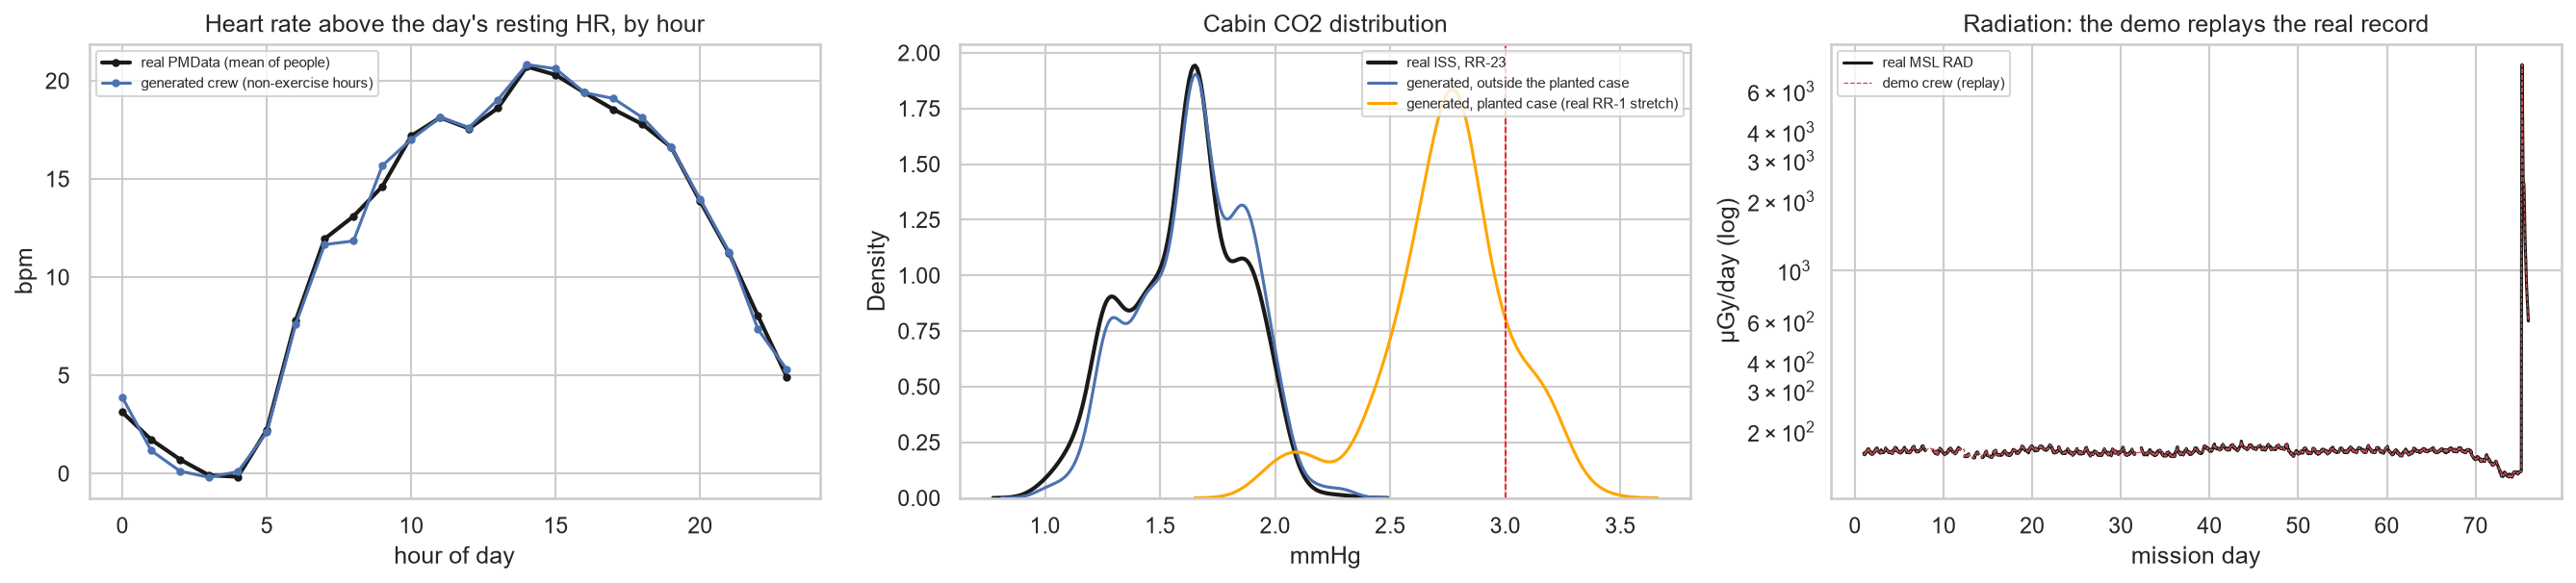 Heart rate above the day's resting HR, by hour
real PMData (mean of people)
generated crew (non-exercise hours)
20
15
10
5
0
bpm
0 5 10 15 20
hour of day
Cabin CO2 distribution
real ISS, RR-23
generated, outside the planted case
generated, planted case (real RR-1 stretch)
2.00
1.75
1.50
1.25
1.00
0.75
0.50
0.25
0.00
Density
1.0 1.5 2.0 2.5 3.0 3.5
mmHg
Radiation: the demo replays the real record
real MSL RAD
demo crew (replay)
6 × 10³
4 × 10³
3 × 10³
2 × 10³
10³
6 × 10²
4 × 10²
3 × 10²
2 × 10²
µGy/day (log)
0 10 20 30 40 50 60 70
mission day